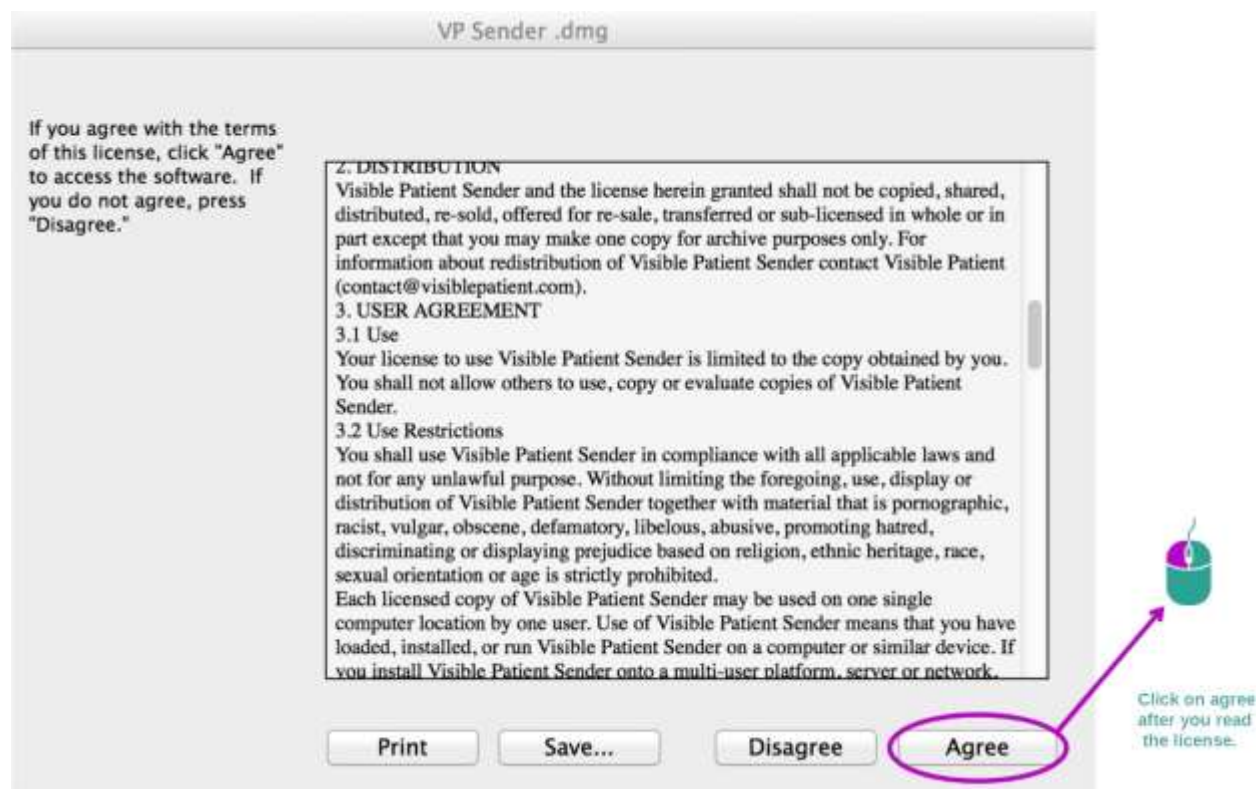 VP Sender .dmg
If you agree with the terms
of this license, click "Agree"
to access the software.  If
you do not agree, press
"Disagree."
2. DISTRIBUTION
Visible Patient Sender and the license herein granted shall not be copied, shared,
distributed, re-sold, offered for re-sale, transferred or sub-licensed in whole or in
part except that you may make one copy for archive purposes only. For
information about redistribution of Visible Patient Sender contact Visible Patient
(contact@visiblepatient.com).
3. USER AGREEMENT
3.1 Use
Your license to use Visible Patient Sender is limited to the copy obtained by you.
You shall not allow others to use, copy or evaluate copies of Visible Patient
Sender.
3.2 Use Restrictions
You shall use Visible Patient Sender in compliance with all applicable laws and
not for any unlawful purpose. Without limiting the foregoing, use, display or
distribution of Visible Patient Sender together with material that is pornographic,
racist, vulgar, obscene, defamatory, libelous, abusive, promoting hatred,
discriminating or displaying prejudice based on religion, ethnic heritage, race,
sexual orientation or age is strictly prohibited.
Each licensed copy of Visible Patient Sender may be used on one single
computer location by one user. Use of Visible Patient Sender means that you have
loaded, installed, or run Visible Patient Sender on a computer or similar device. If
you install Visible Patient Sender onto a multi-user platform, server or network,
Print
Save...
Disagree
Agree
Click on agree
after you read
the license.